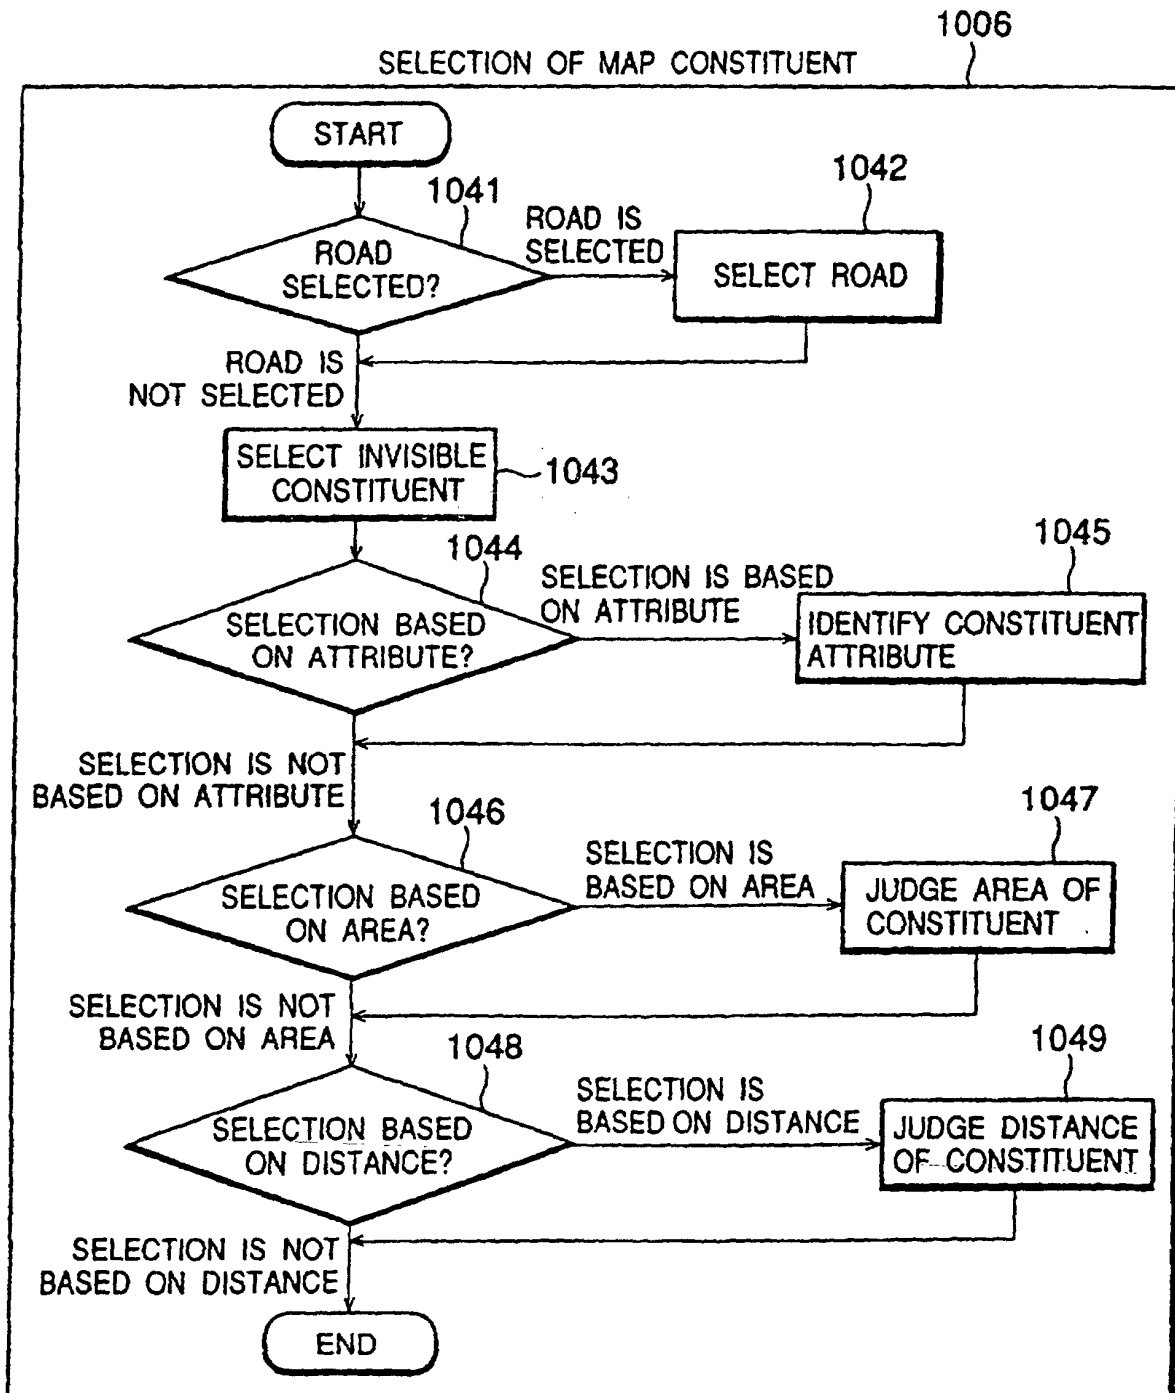 1006
SELECTION OF MAP CONSTITUENT
START
1041
1042
ROAD
SELECTED?
ROAD IS
SELECTED
SELECT ROAD
ROAD IS
NOT SELECTED
SELECT INVISIBLE
CONSTITUENT
1043
1044
1045
SELECTION BASED
ON ATTRIBUTE?
SELECTION IS BASED
ON ATTRIBUTE
IDENTIFY CONSTITUENT
ATTRIBUTE
SELECTION IS NOT
BASED ON ATTRIBUTE
1046
1047
SELECTION BASED
ON AREA?
SELECTION IS
BASED ON AREA
JUDGE AREA OF
CONSTITUENT
SELECTION IS NOT
BASED ON AREA
1048
1049
SELECTION BASED
ON DISTANCE?
SELECTION IS
BASED ON DISTANCE
JUDGE DISTANCE
OF CONSTITUENT
SELECTION IS NOT
BASED ON DISTANCE
END